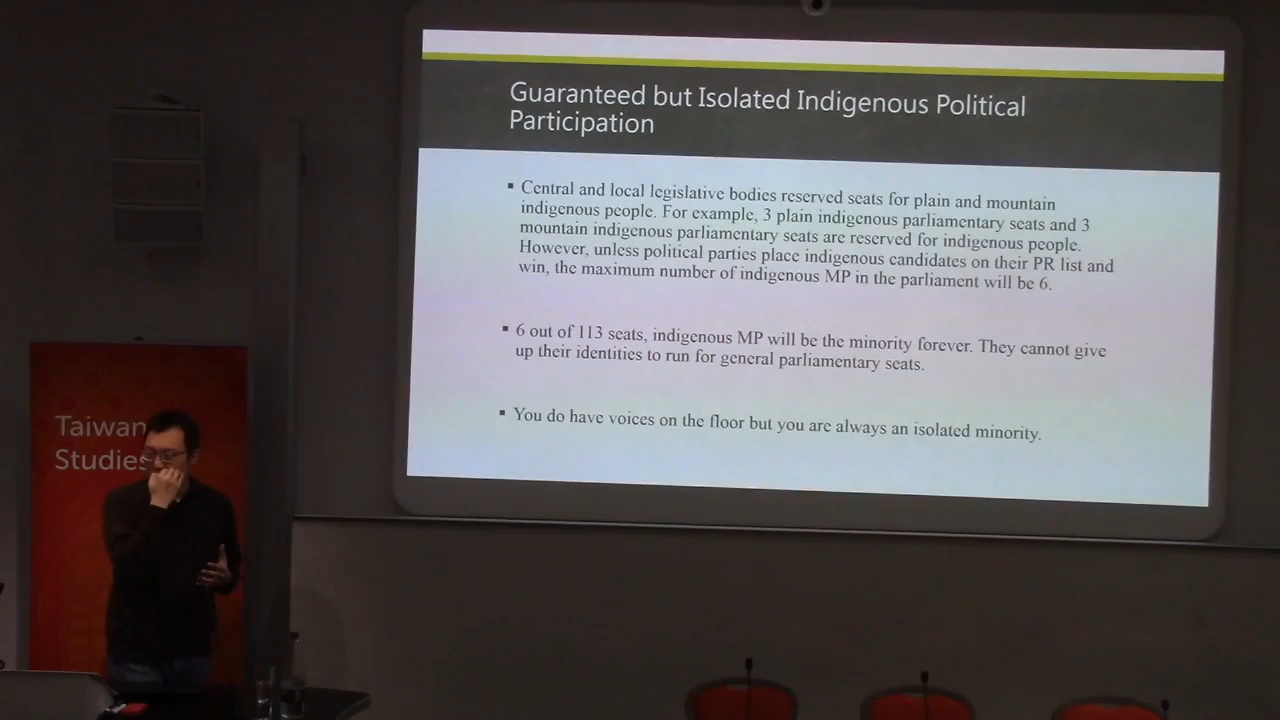 Guaranteed but Isolated Indigenous Political
Participation
▪ Central and local legislative bodies reserved seats for plain and mountain
indigenous people. For example, 3 plain indigenous parliamentary seats and 3
mountain indigenous parliamentary seats are reserved for indigenous people.
However, unless political parties place indigenous candidates on their PR list and
win, the maximum number of indigenous MP in the parliament will be 6.
▪ 6 out of 113 seats, indigenous MP will be the minority forever. They cannot give
up their identities to run for general parliamentary seats.
▪ You do have voices on the floor but you are always an isolated minority.
Taiwan
Studies